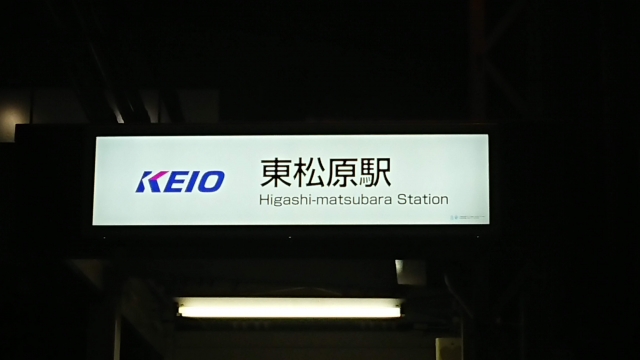 KEIO
東松原駅
Higashi-matsubara Station